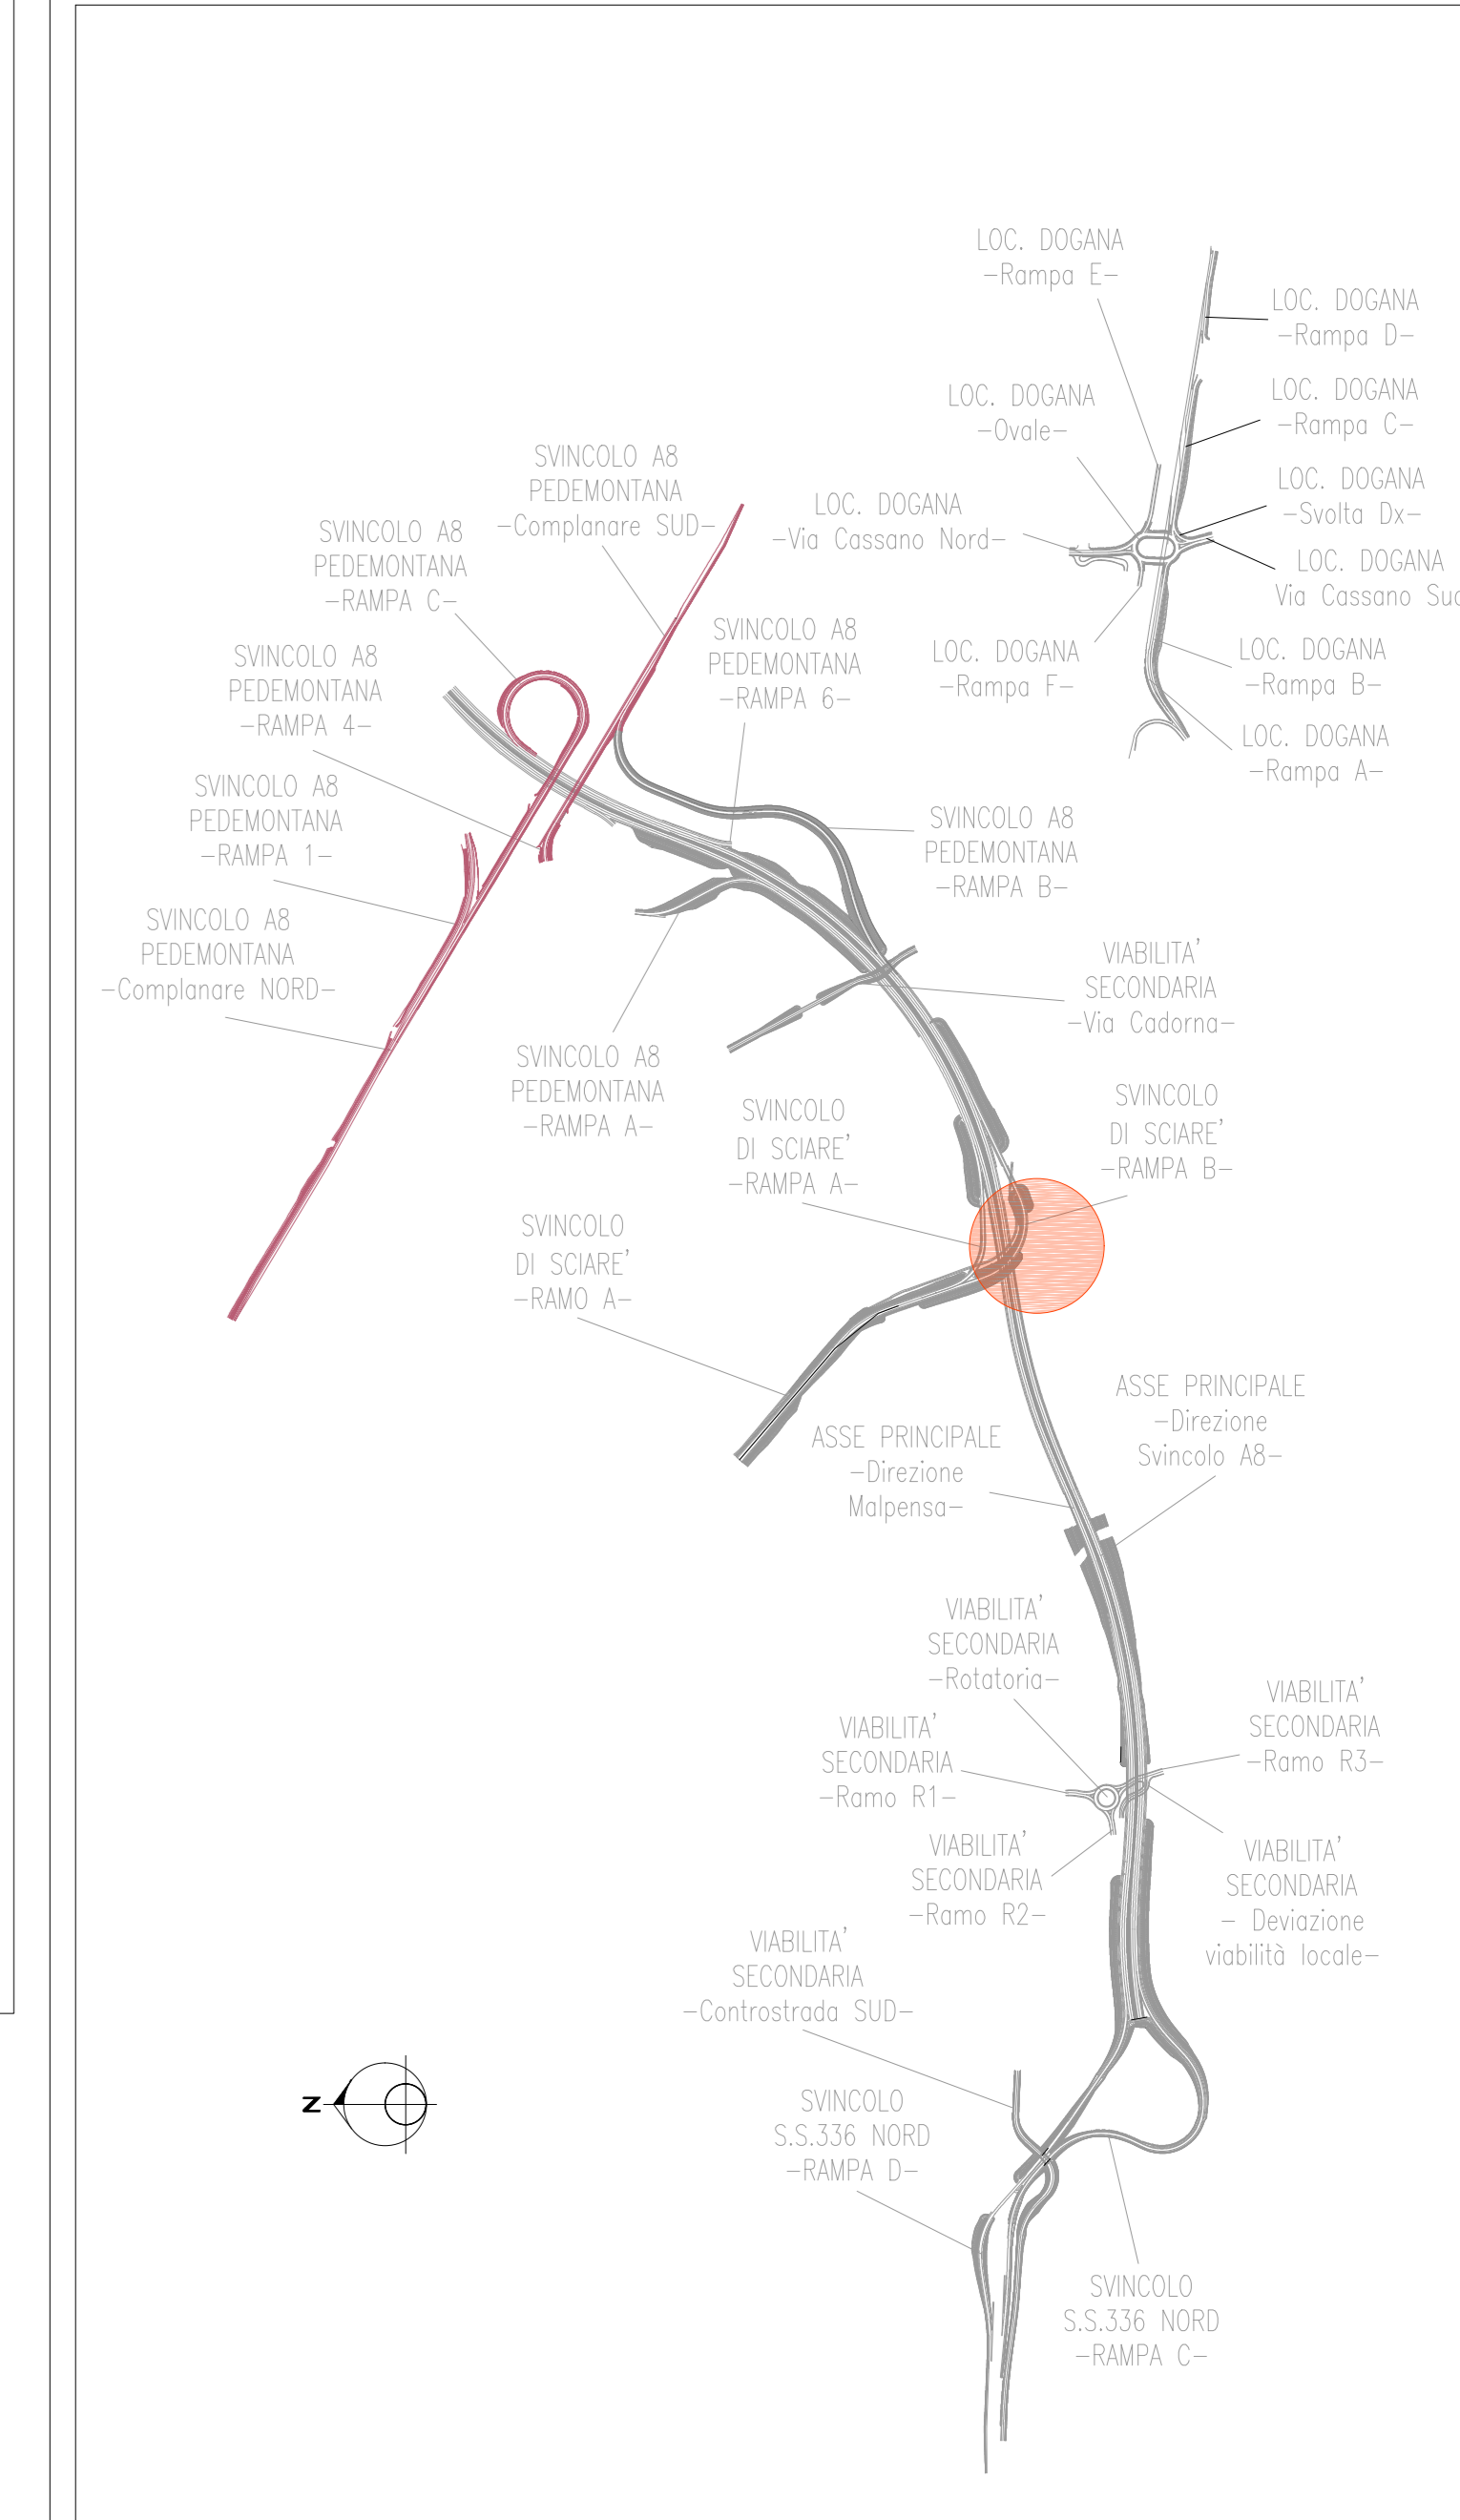 LOC. DOGANA
-Rampa E-
LOC. DOGANA
-Rampa D-
LOC. DOGANA
-Ovale-
LOC. DOGANA
-Rampa C-
SVINCOLO A8
PEDEMONTANA
-Complanare SUD-
LOC. DOGANA
-Svolta Dx-
LOC. DOGANA
-Via Cassano Nord-
SVINCOLO A8
PEDEMONTANA
-RAMPA C-
LOC. DOGANA
Via Cassano
SVINCOLO A8
PEDEMONTANA
-RAMPA 6-
LOC. DOGANA
-Rampa F-
LOC. DOGANA
-Rampa B-
SVINCOLO A8
PEDEMONTANA
-RAMPA 4-
LOC. DOGANA
-Rampa A-
SVINCOLO A8
PEDEMONTANA
-RAMPA 1-
SVINCOLO A8
PEDEMONTANA
-RAMPA B-
SVINCOLO A8
PEDEMONTANA
-Complanare NORD-
VIABILITA'
SECONDARIA
-Via Cadorna-
SVINCOLO A8
PEDEMONTANA
-RAMPA A-
SVINCOLO
DI SCIARE'
-RAMPA A-
SVINCOLO
DI SCIARE'
-RAMPA B-
SVINCOLO
DI SCIARE'
-RAMO A-
ASSE PRINCIPALE
-Direzione
Svincolo A8-
ASSE PRINCIPALE
-Direzione
Malpensa-
VIABILITA'
SECONDARIA
-Rotatoria-
VIABILITA'
SECONDARIA
-Ramo R3-
VIABILITA'
SECONDARIA
-Ramo R1-
VIABILITA'
SECONDARIA
-Ramo R2-
VIABILITA'
SECONDARIA
- Deviazione
viabilità locale-
VIABILITA'
SECONDARIA
-Controstrada SUD-
N
SVINCOLO
S.S.336 NORD
-RAMPA D-
SVINCOLO
S.S.336 NORD
-RAMPA C-